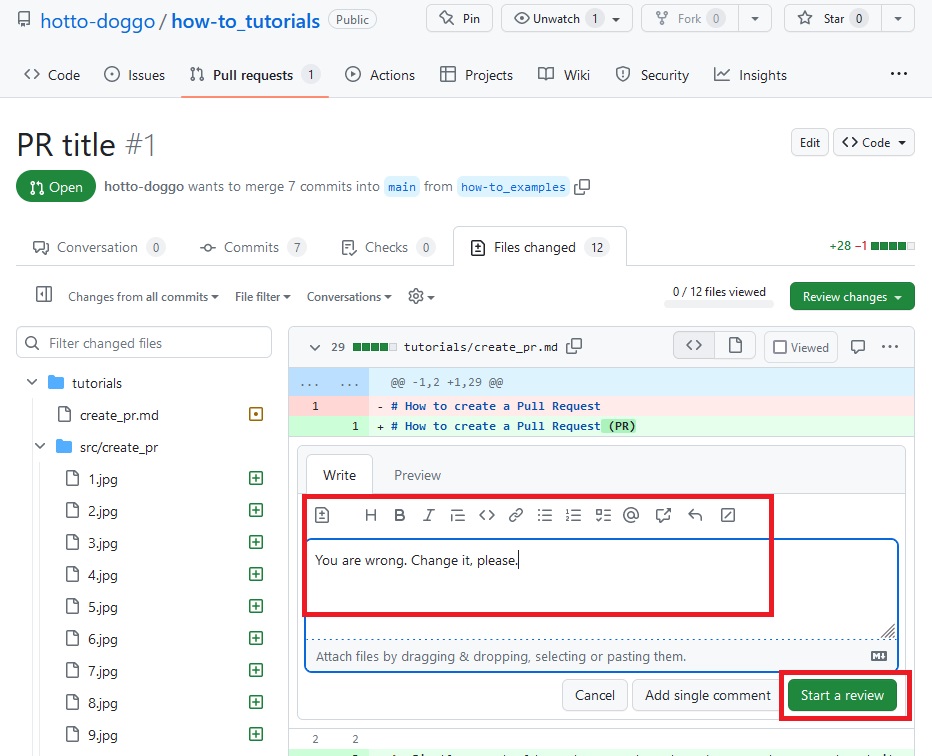 hotto-doggo / how-to_tutorials Public Pin Unwatch 1 Fork 0 Star 0
Code Issues Pull requests 1 Actions Projects Wiki Security Insights ...
PR title #1 Edit Code
Open hotto-doggo wants to merge 7 commits into main from how-to_examples
Conversation 0 Commits 7 Checks 0 Files changed 12 +28 −1
Changes from all commits File filter Conversations 0 / 12 files viewed Review changes
Filter changed files
29 tutorials/create_pr.md Viewed ...
tutorials
... ... @@ -1,2 +1,29 @@
create_pr.md
1 - # How to create a Pull Request
1 + # How to create a Pull Request (PR)
src/create_pr
Write Preview
1.jpg
2.jpg
3.jpg
4.jpg
5.jpg
6.jpg
7.jpg
8.jpg
9.jpg
H B I @
You are wrong. Change it, please.
Attach files by dragging & dropping, selecting or pasting them.
Cancel Add single comment Start a review
2 2